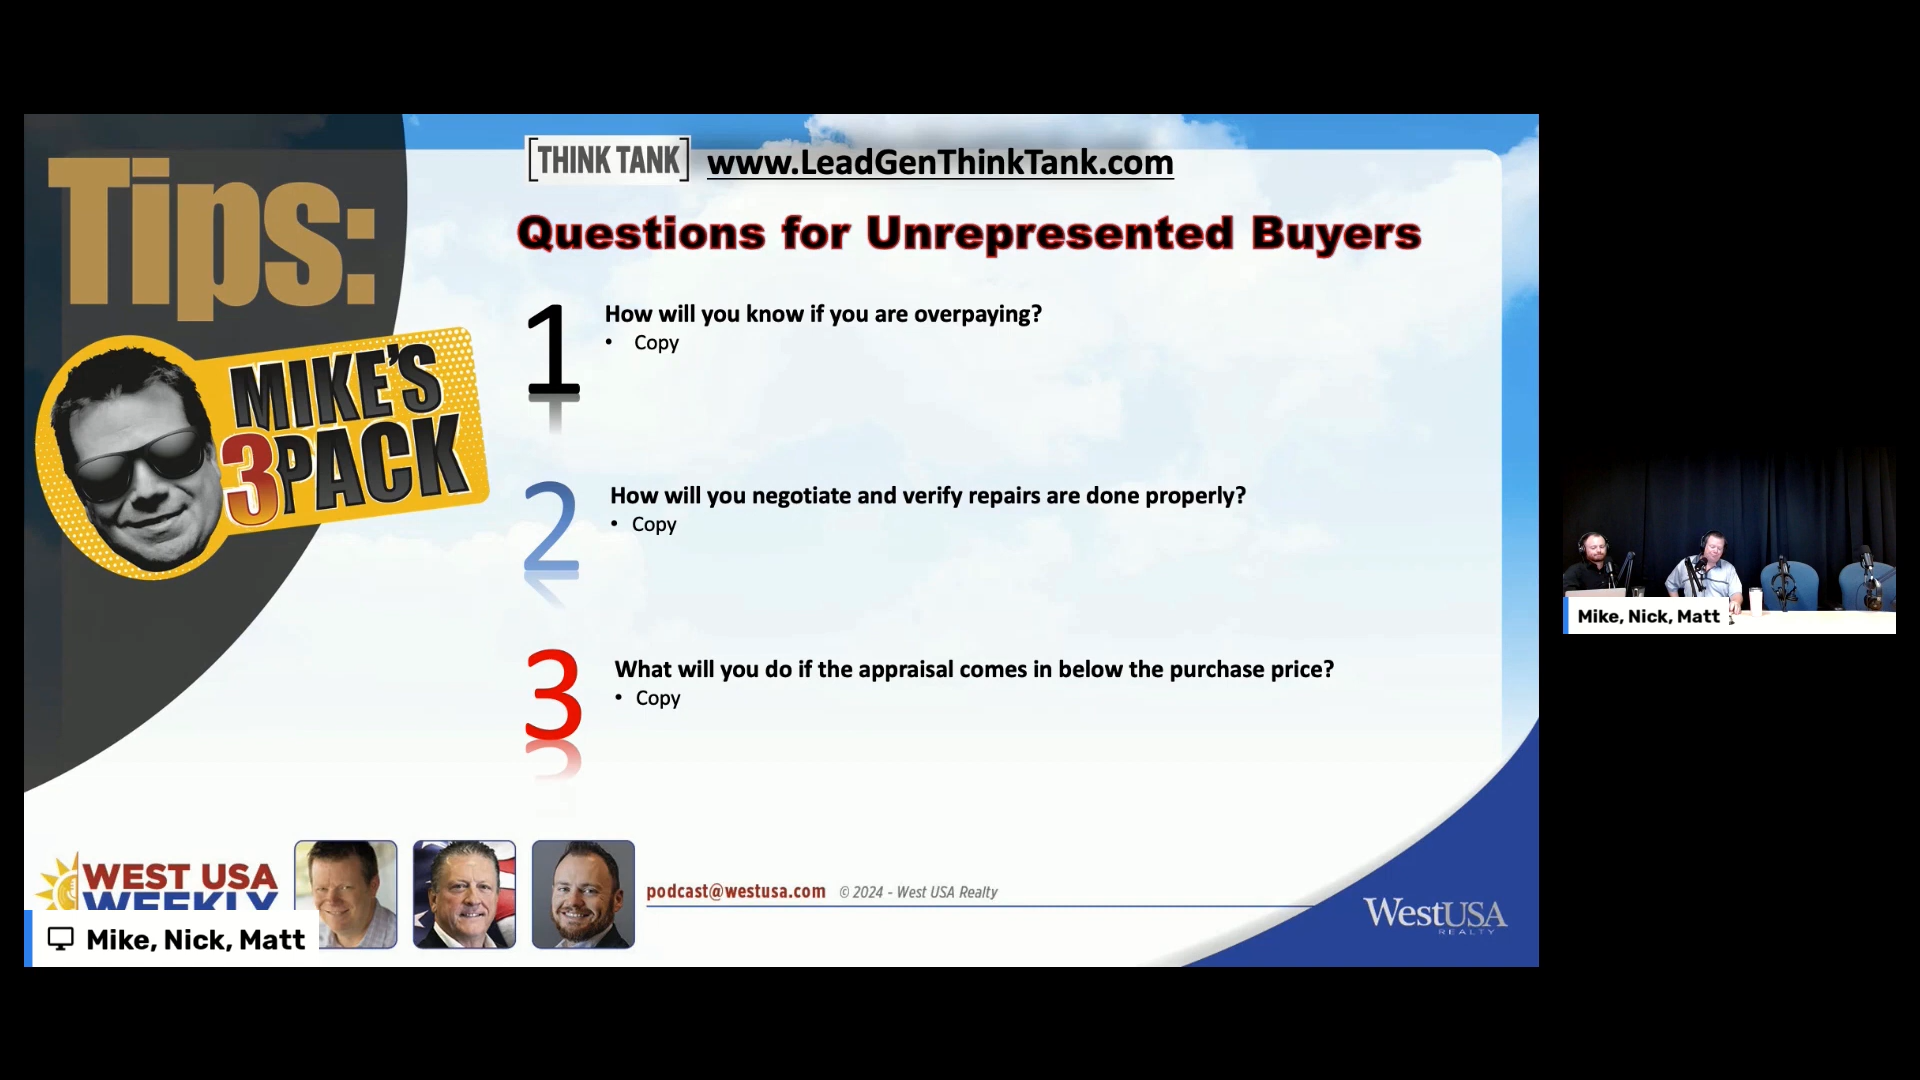 Tips:
MIKE'S
3PACK
[THINK TANK] www.LeadGenThinkTank.com
Questions for Unrepresented Buyers
1 How will you know if you are overpaying?
• Copy
2 How will you negotiate and verify repairs are done properly?
• Copy
3 What will you do if the appraisal comes in below the purchase price?
• Copy
Mike, Nick, Matt
WEST USA
WEEKLY
podcast@westusa.com © 2024 - West USA Realty
WestUSA
REALTY
Mike, Nick, Matt